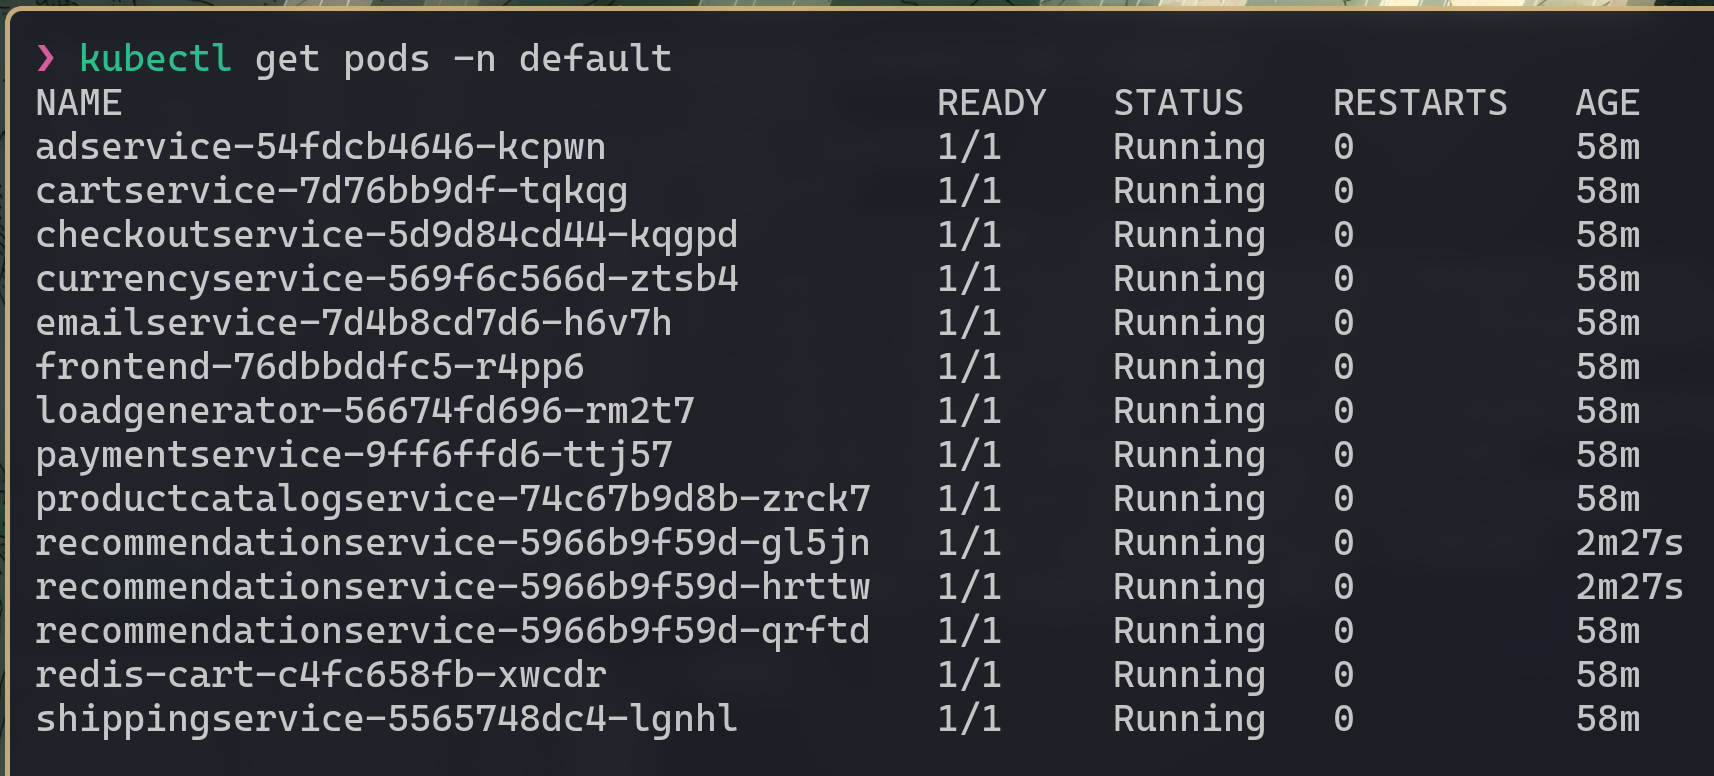 ❯ kubectl get pods -n default
NAME READY STATUS RESTARTS AGE
adservice-54fdcb4646-kcpwn 1/1 Running 0 58m
cartservice-7d76bb9df-tqkqg 1/1 Running 0 58m
checkoutservice-5d9d84cd44-kqgpd 1/1 Running 0 58m
currencyservice-569f6c566d-ztsb4 1/1 Running 0 58m
emailservice-7d4b8cd7d6-h6v7h 1/1 Running 0 58m
frontend-76dbbddfc5-r4pp6 1/1 Running 0 58m
loadgenerator-56674fd696-rm2t7 1/1 Running 0 58m
paymentservice-9ff6ffd6-ttj57 1/1 Running 0 58m
productcatalogservice-74c67b9d8b-zrck7 1/1 Running 0 58m
recommendationservice-5966b9f59d-gl5jn 1/1 Running 0 2m27s
recommendationservice-5966b9f59d-hrttw 1/1 Running 0 2m27s
recommendationservice-5966b9f59d-qrftd 1/1 Running 0 58m
redis-cart-c4fc658fb-xwcdr 1/1 Running 0 58m
shippingservice-5565748dc4-lgnhl 1/1 Running 0 58m